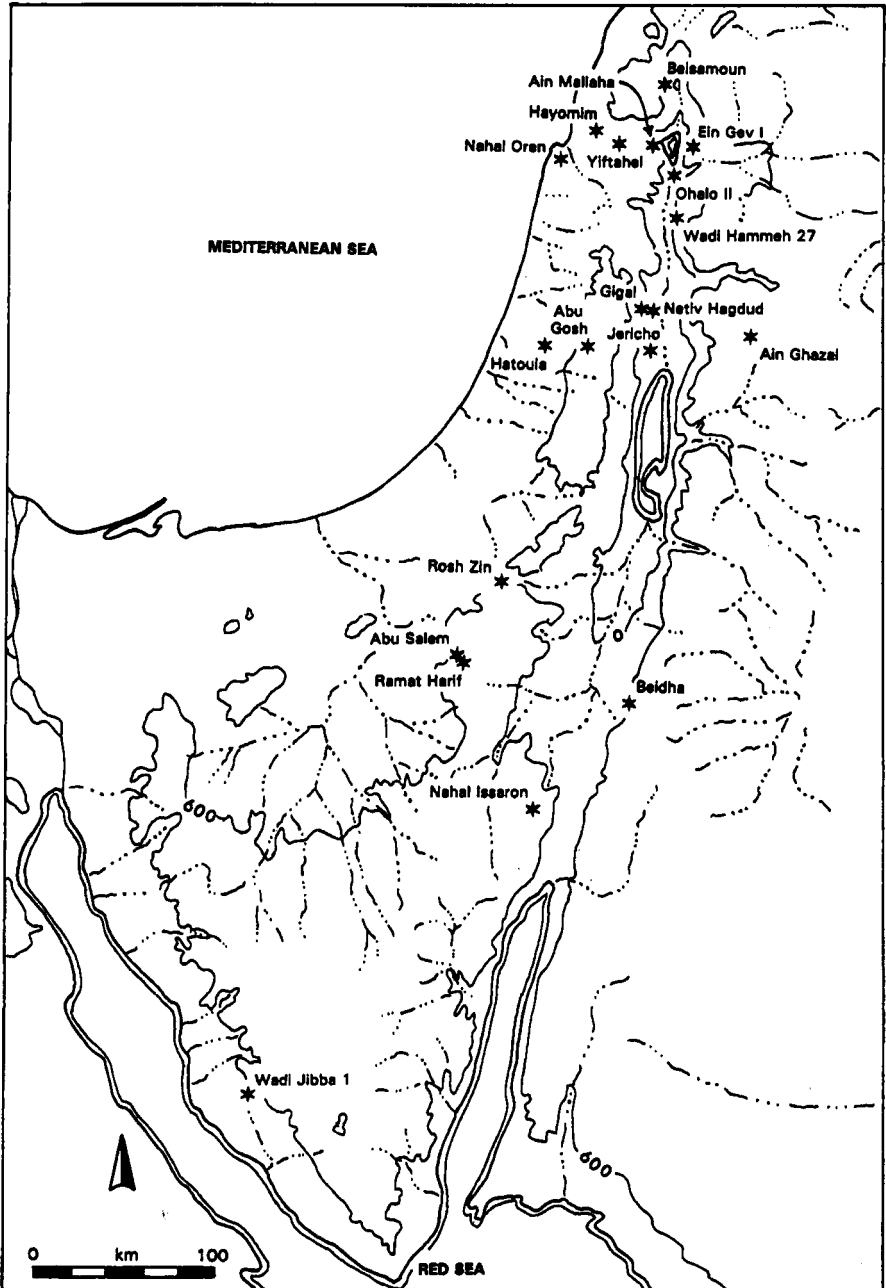 Beisamoun
Ain Mallaha
Hayomim
Ein Gev I
Nahal Oren
Yiftahel
Ohalo II
Wadi Hammeh 27
MEDITERRANEAN SEA
Gigal
Netiv Hagdud
Abu
Gosh
Jericho
Hatoula
Ain Ghazal
Rosh Zin
Abu Salem
Ramat Harif
Beidha
Nahal Issaron
600
Wadi Jibba 1
600
0 km 100
RED SEA